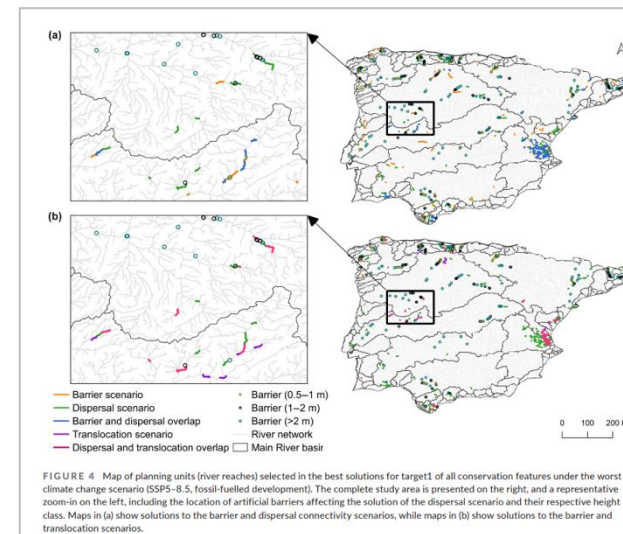 (a)
(b)
Barrier scenario
Dispersal scenario
Barrier and dispersal overlap
Translocation scenario
Dispersal and translocation overlap
Barrier (0.5–1 m)
Barrier (1–2 m)
Barrier (>2 m)
River network
Main River basin
0 100 200
FIGURE 4 Map of planning units (river reaches) selected in the best solutions for target1 of all conservation features under the worst
climate change scenario (SSP5–8.5, fossil-fuelled development). The complete study area is presented on the right, and a representative
zoom-in on the left, including the location of artificial barriers affecting the solution of the dispersal scenario and their respective height
class. Maps in (a) show solutions to the barrier and dispersal connectivity scenarios, while maps in (b) show solutions to the barrier and
translocation scenarios.